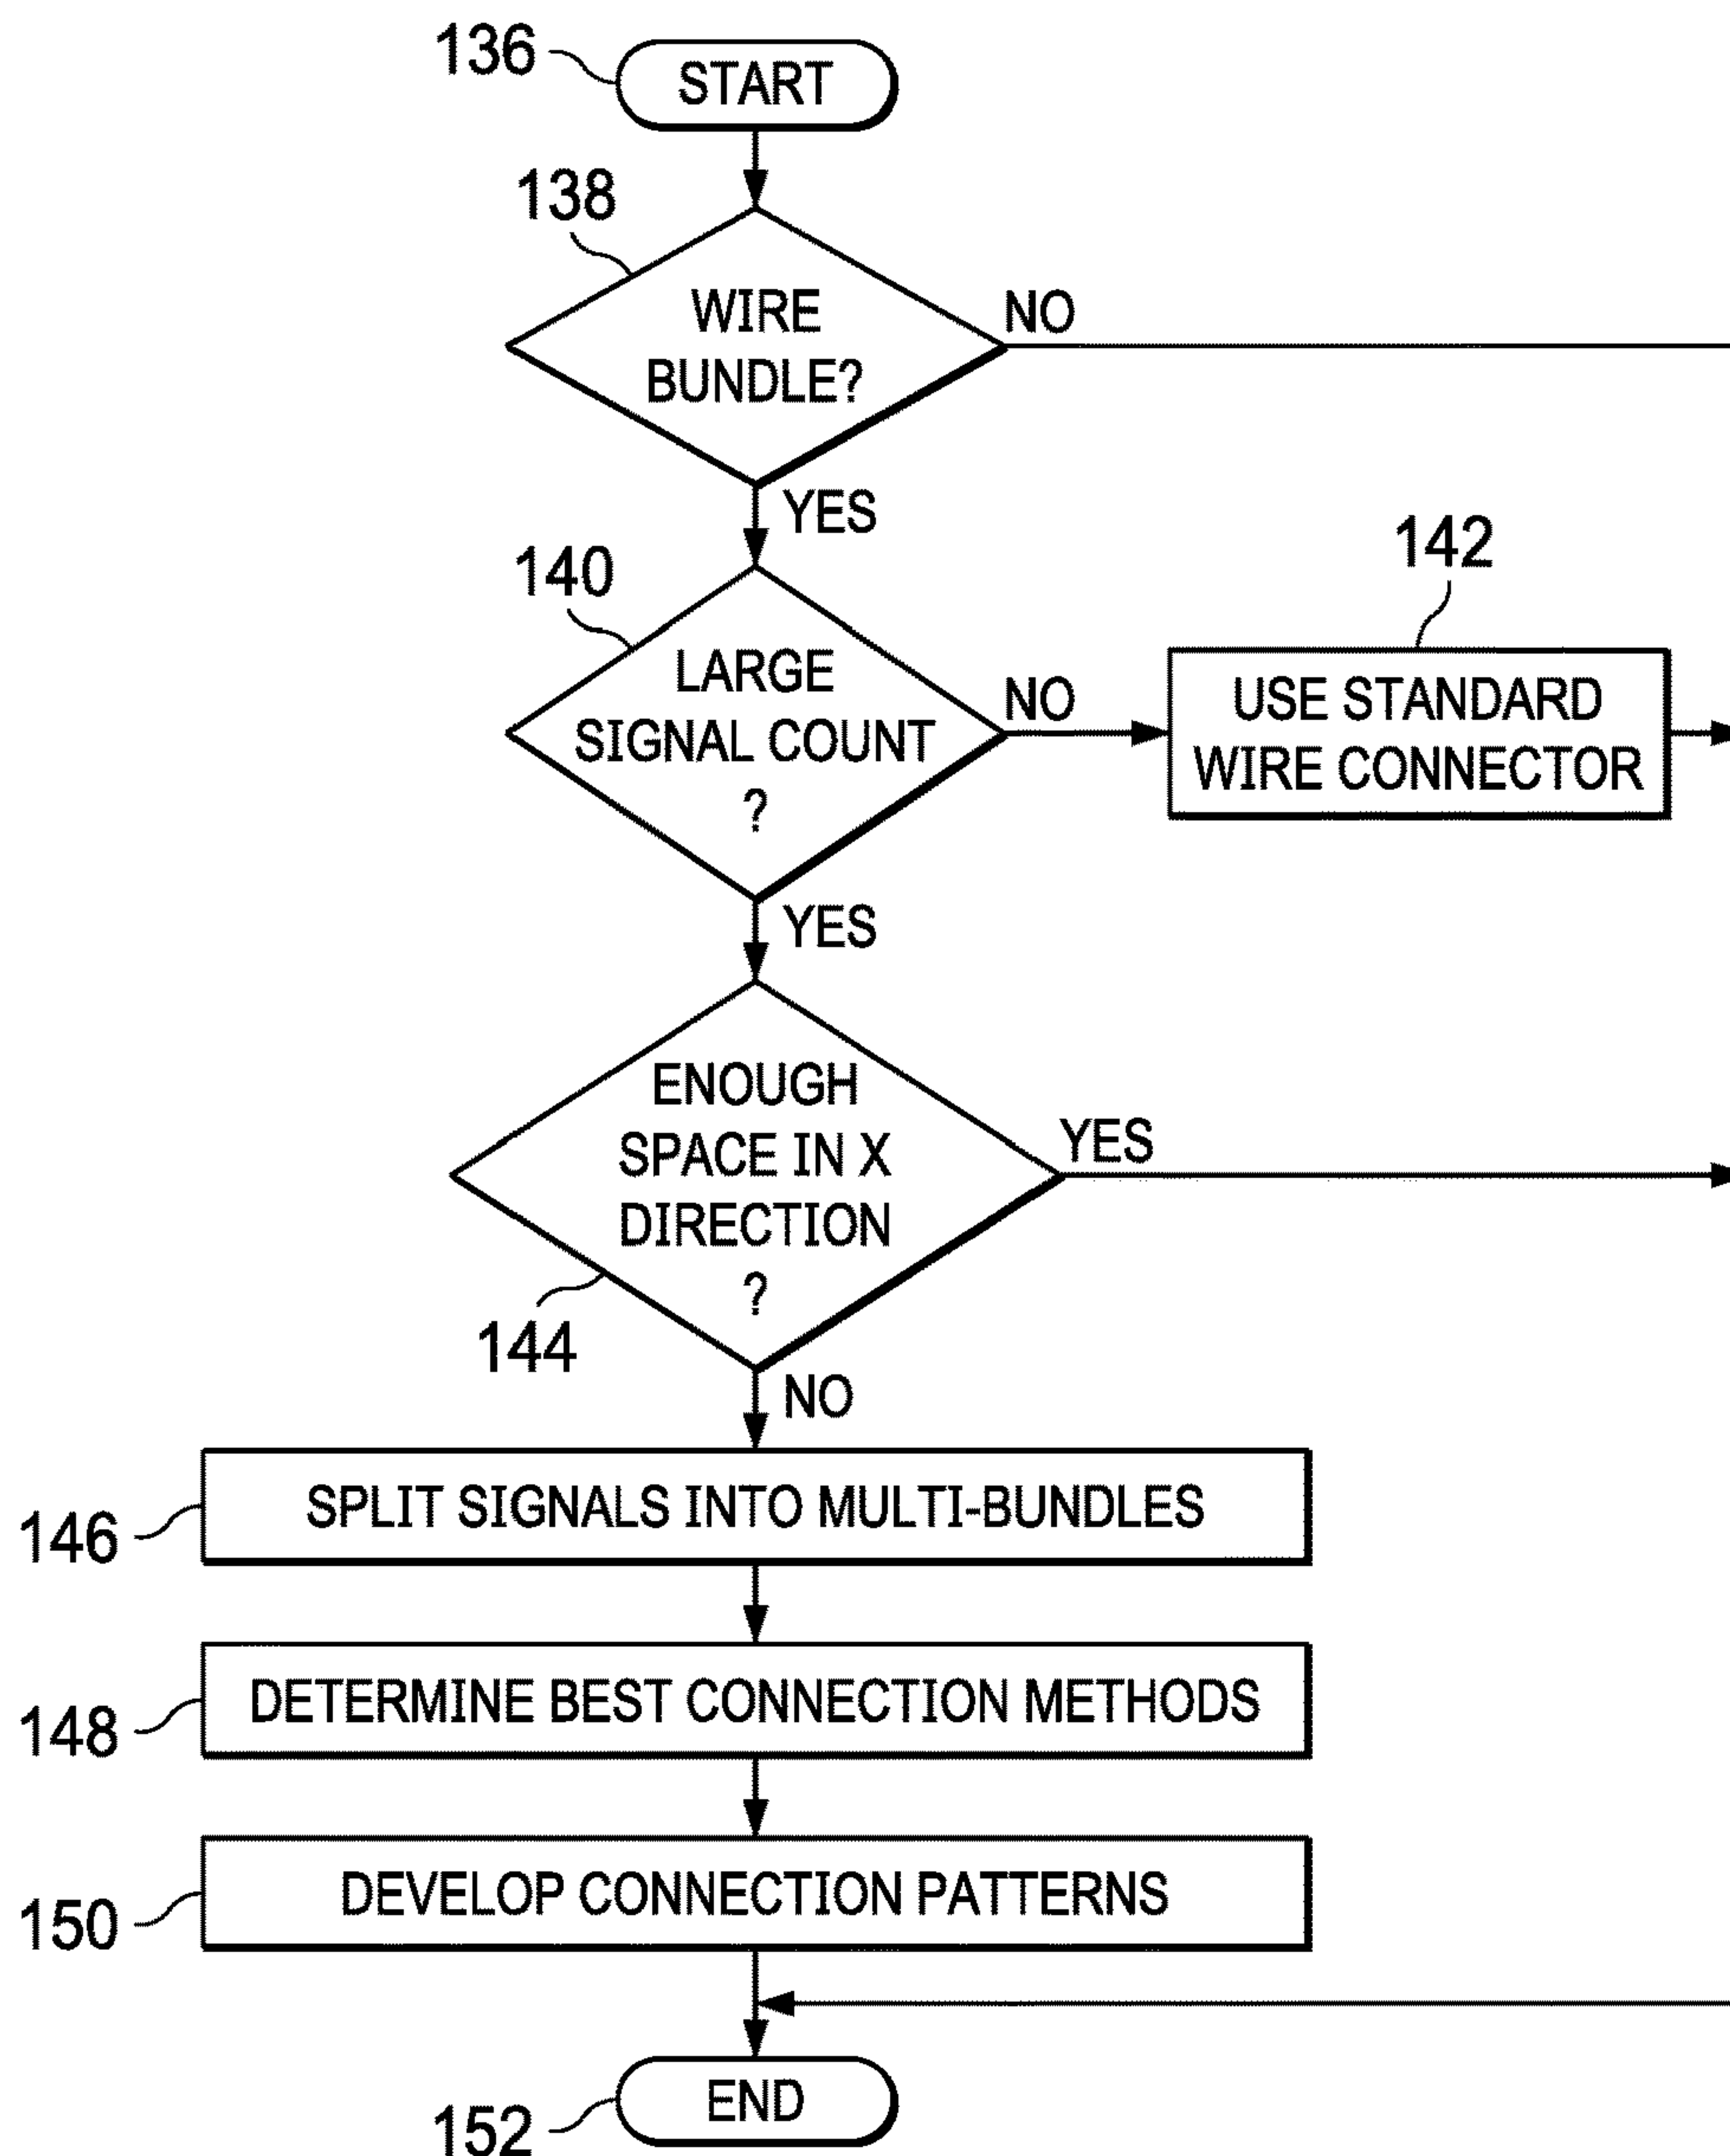 136
START
138
WIRE
BUNDLE?
NO
YES
140
LARGE
SIGNAL COUNT
?
NO
142
USE STANDARD
WIRE CONNECTOR
YES
ENOUGH
SPACE IN X
DIRECTION
?
YES
144
NO
146
SPLIT SIGNALS INTO MULTI-BUNDLES
148
DETERMINE BEST CONNECTION METHODS
150
DEVELOP CONNECTION PATTERNS
152
END